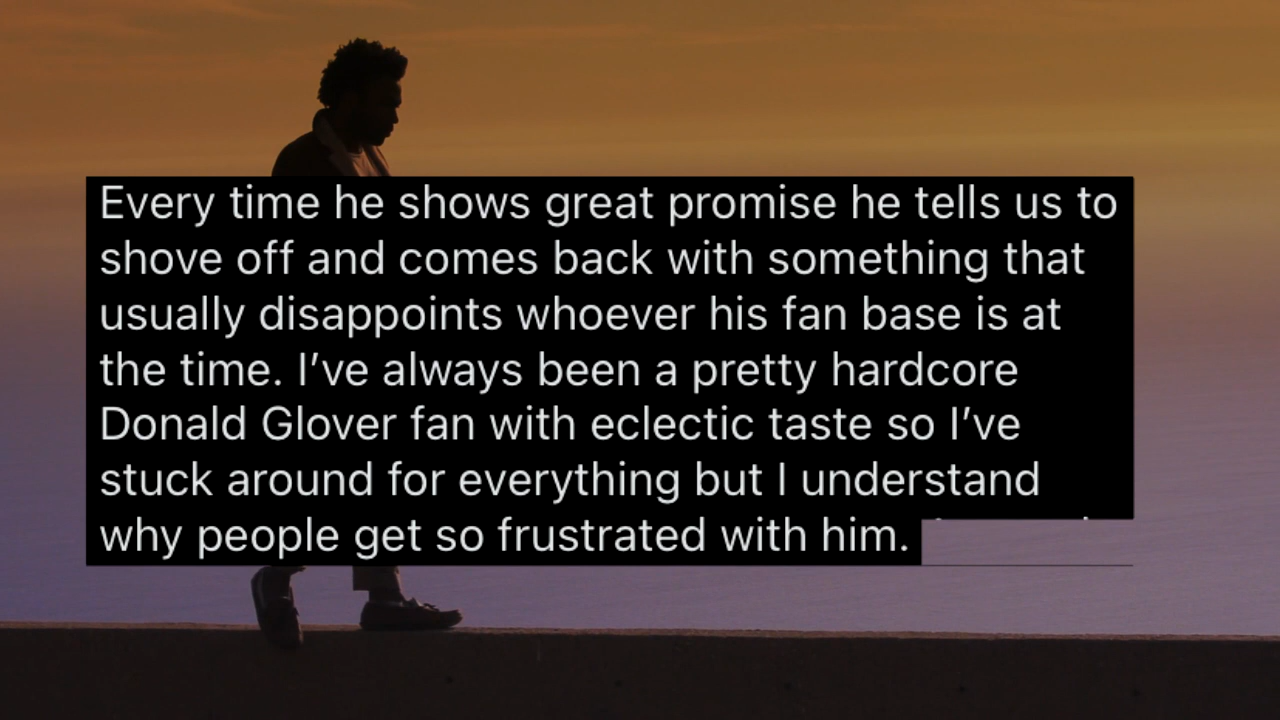 Every time he shows great promise he tells us to
shove off and comes back with something that
usually disappoints whoever his fan base is at
the time. I’ve always been a pretty hardcore
Donald Glover fan with eclectic taste so I’ve
stuck around for everything but I understand
why people get so frustrated with him.